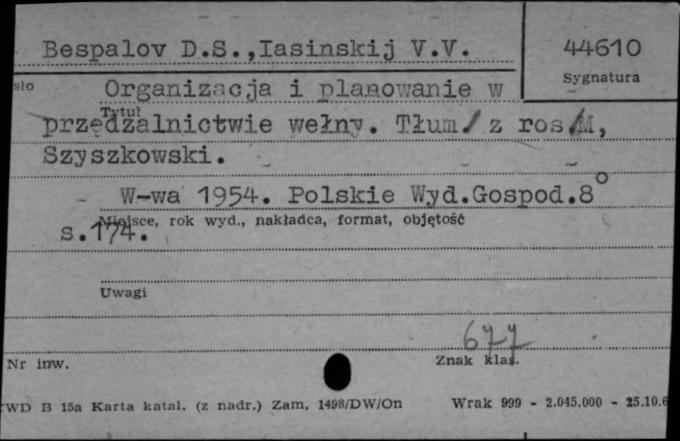 Bespalov D.S.,Iasinskij V.V.
44610
Sygnatura
sło
Organizacja i planowanie w
Tytuł
przędzalnictwie wełny. Tłum/ z ros/M,
Szyszkowski.
- W-wa 1954. Polskie Wyd.Gospod.8°
Miejsce, rok wyd., nakładca, format, objętość
s.174.
Uwagi
677
Nr inw.
Znak klas.
WD B 15a Karta katal. (z nadr.) Zam. 1498/DW/On Wrak 999 - 2.045.000 - 25.10.6